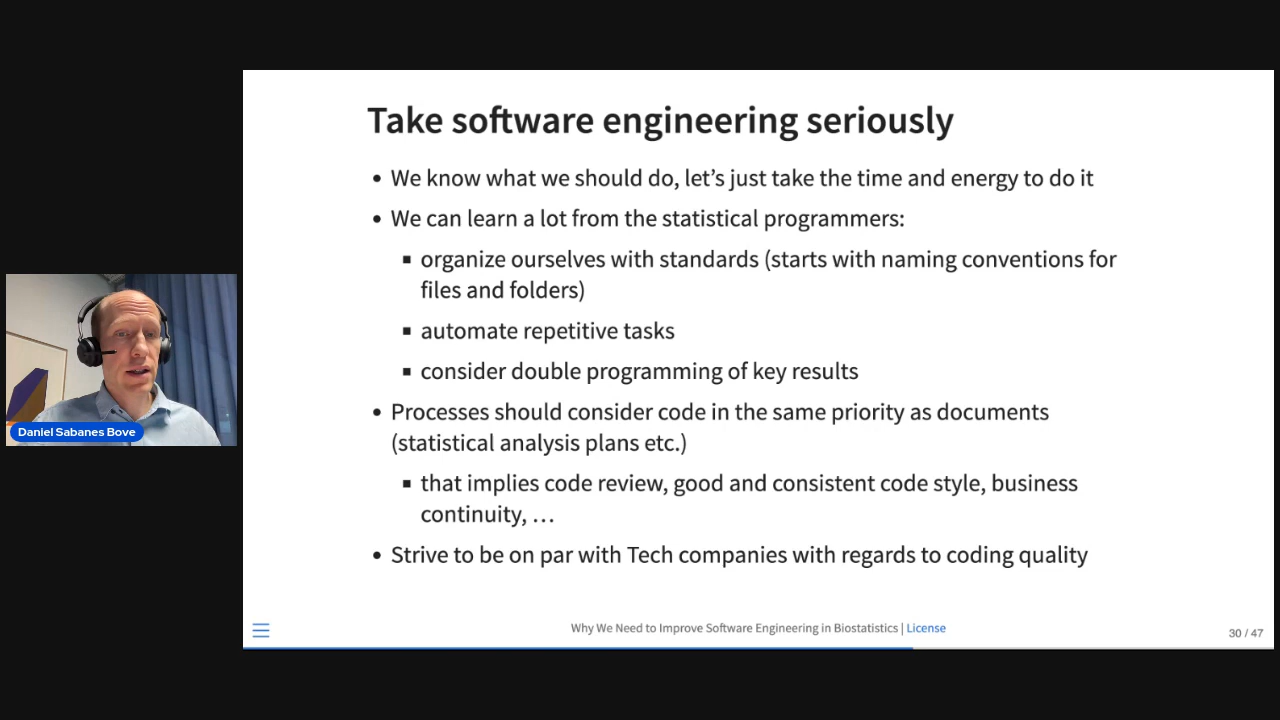 Take software engineering seriously
• We know what we should do, let's just take the time and energy to do it
• We can learn a lot from the statistical programmers:
▪ organize ourselves with standards (starts with naming conventions for
files and folders)
▪ automate repetitive tasks
▪ consider double programming of key results
• Processes should consider code in the same priority as documents
(statistical analysis plans etc.)
▪ that implies code review, good and consistent code style, business
continuity, …
• Strive to be on par with Tech companies with regards to coding quality
Daniel Sabanes Bove
Why We Need to Improve Software Engineering in Biostatistics | License
30 / 47